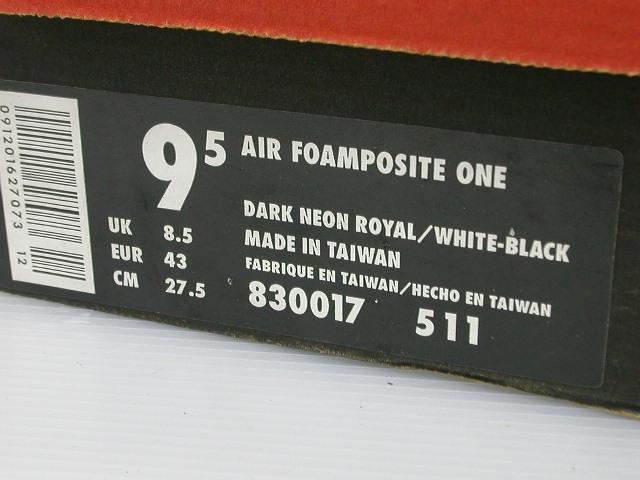 091201627073 12
9 5
AIR FOAMPOSITE ONE
UK 8.5
EUR 43
CM 27.5
DARK NEON ROYAL/WHITE-BLACK
MADE IN TAIWAN
FABRIQUE EN TAIWAN/HECHO EN TAIWAN
830017 511